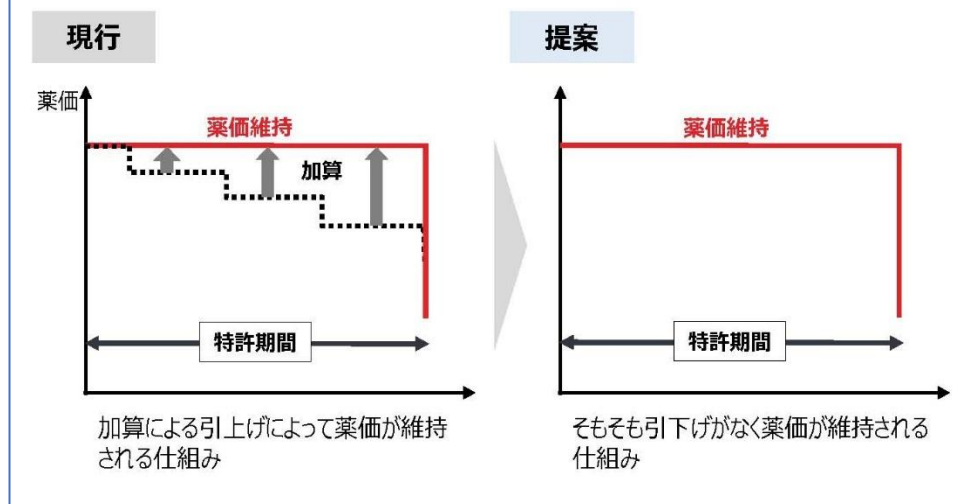 現行
薬価
薬価維持
加算
特許期間
加算による引上げによって薬価が維持
される仕組み
提案
薬価維持
特許期間
そもそも引下げがなく薬価が維持される
仕組み